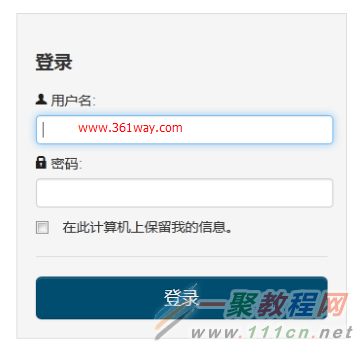 登录
用户名:
www.361way.com
密码:
在此计算机上保留我的信息。
登录
一聚教程网
www.111cn.net